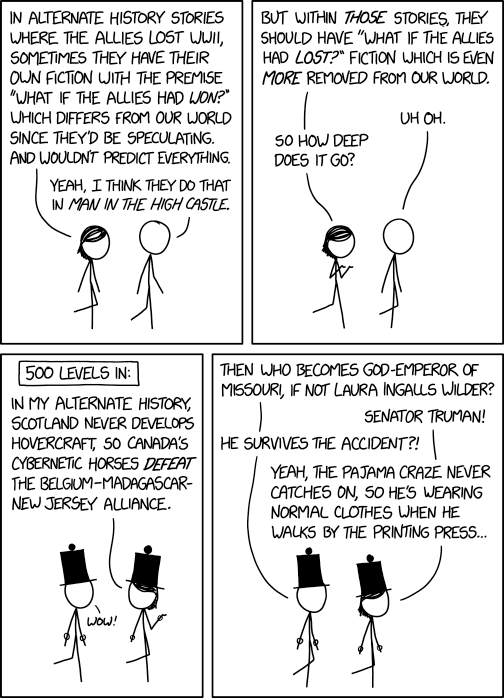 IN ALTERNATE HISTORY STORIES
WHERE THE ALLIES LOST WWII,
SOMETIMES THEY HAVE THEIR
OWN FICTION WITH THE PREMISE
"WHAT IF THE ALLIES HAD WON?"
WHICH DIFFERS FROM OUR WORLD
SINCE THEY'D BE SPECULATING.
AND WOULDN'T PREDICT EVERYTHING.
YEAH, I THINK THEY DO THAT
IN MAN IN THE HIGH CASTLE.
BUT WITHIN THOSE STORIES, THEY
SHOULD HAVE "WHAT IF THE ALLIES
HAD LOST?" FICTION WHICH IS EVEN
MORE REMOVED FROM OUR WORLD.
SO HOW DEEP
DOES IT GO?
UH OH.
500 LEVELS IN:
IN MY ALTERNATE HISTORY,
SCOTLAND NEVER DEVELOPS
HOVERCRAFT, SO CANADA'S
CYBERNETIC HORSES DEFEAT
THE BELGIUM-MADAGASCAR-
NEW JERSEY ALLIANCE.
WOW!
THEN WHO BECOMES GOD-EMPEROR OF
MISSOURI, IF NOT LAURA INGALLS WILDER?
SENATOR TRUMAN!
HE SURVIVES THE ACCIDENT?!
YEAH, THE PAJAMA CRAZE NEVER
CATCHES ON, SO HE'S WEARING
NORMAL CLOTHES WHEN HE
WALKS BY THE PRINTING PRESS...